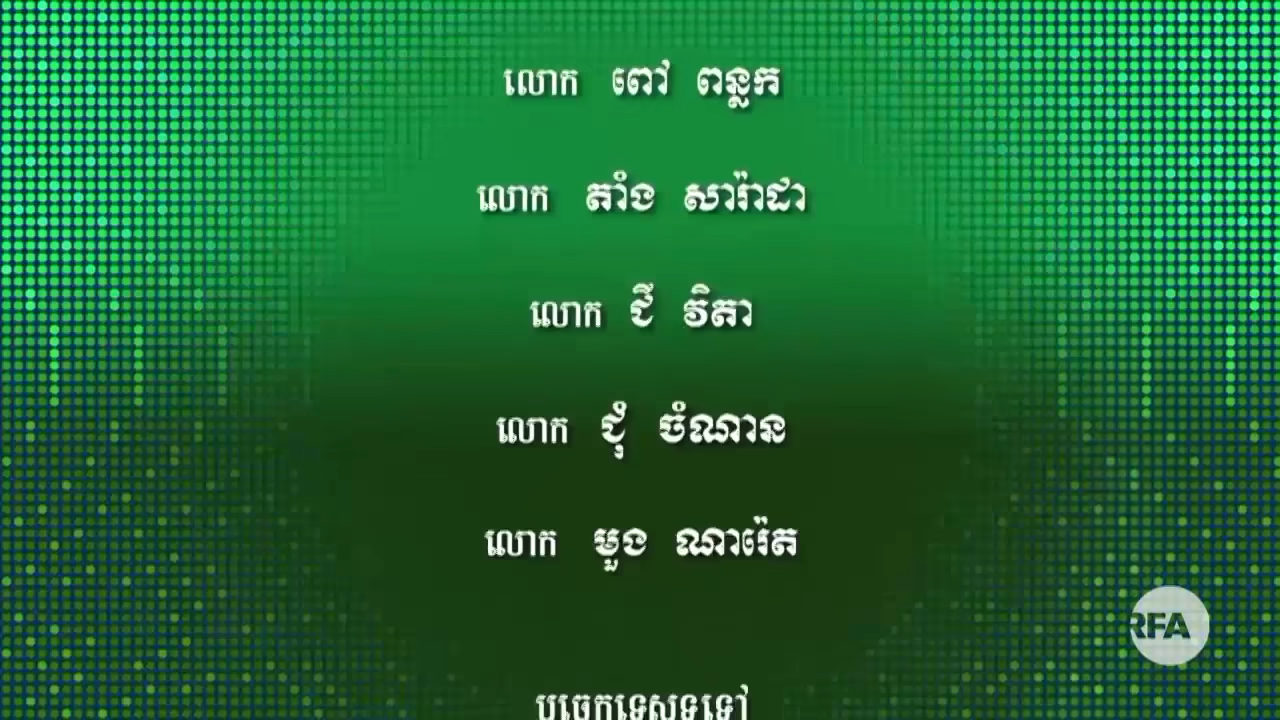 លោក ពៅ ពន្លក
លោក តាំង សារ៉ាដា
លោក ជី វិតា
លោក ជុំ ចំណាន
លោក មួង ណារ៉េត
RFA
បច្ចេកទេសទូទៅ